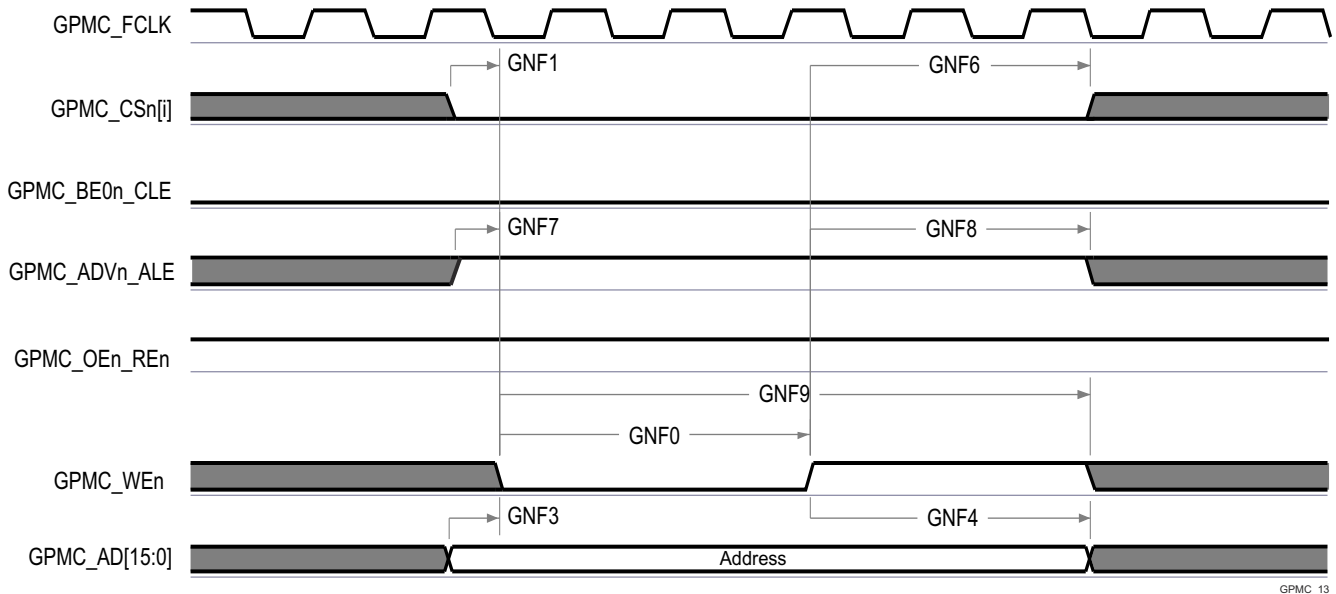 GPMC_FCLK
GNF1
GNF6
GPMC_CSn[i]
GPMC_BE0n_CLE
GNF7
GNF8
GPMC_ADVn_ALE
GPMC_OEn_REn
GNF9
GNF0
GPMC_WEn
GNF3
GNF4
GPMC_AD[15:0]
Address
GPMC_13